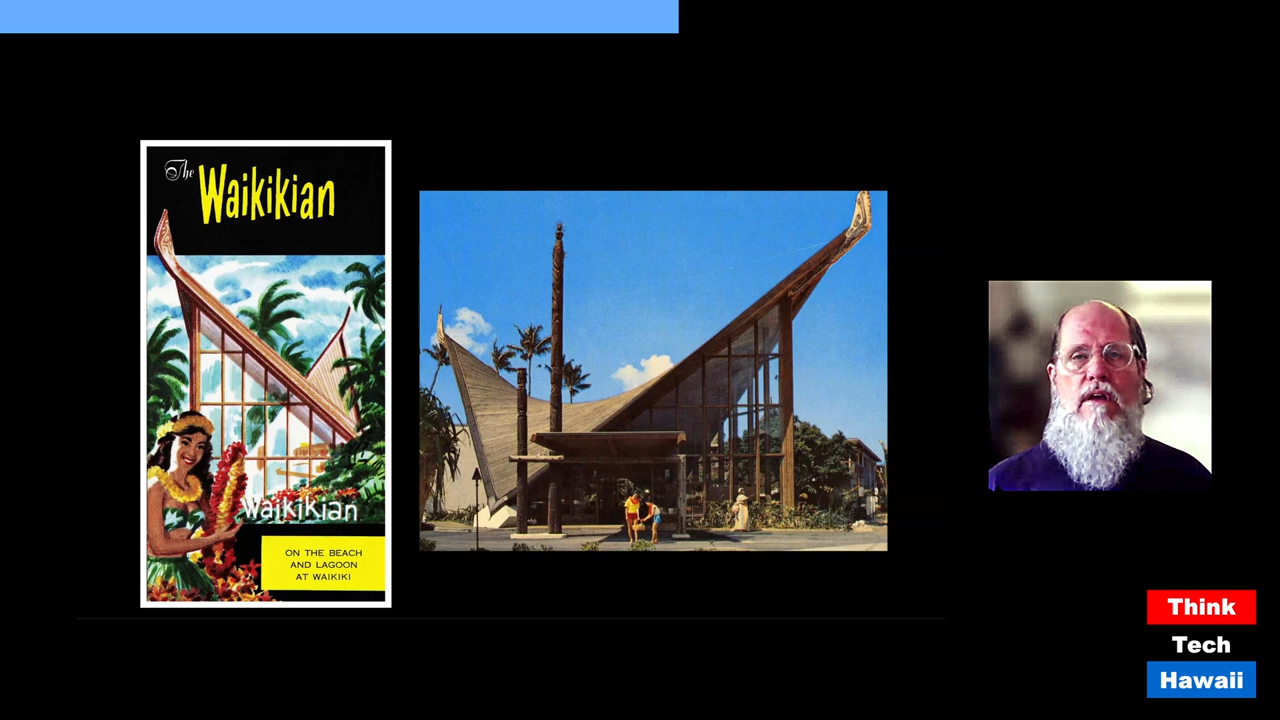 The
Waikikian
Waikikian
ON THE BEACH
AND LAGOON
AT WAIKIKI
Think
Tech
Hawaii